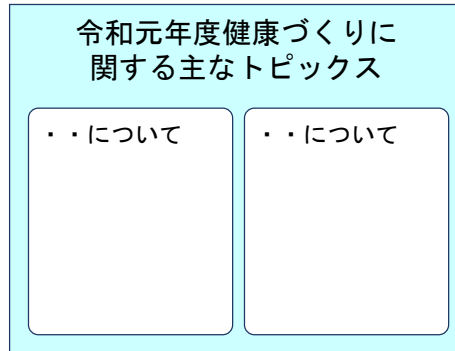 令和元年度健康づくりに
関する主なトピックス
・・について
・・について